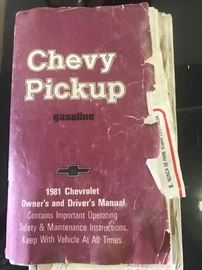 Chevy
Pickup
gasoline
1981 Chevrolet
Owner's and Driver's Manual
Contains Important Operating
Safety & Maintenance Instructions.
Keep With Vehicle At All Times.